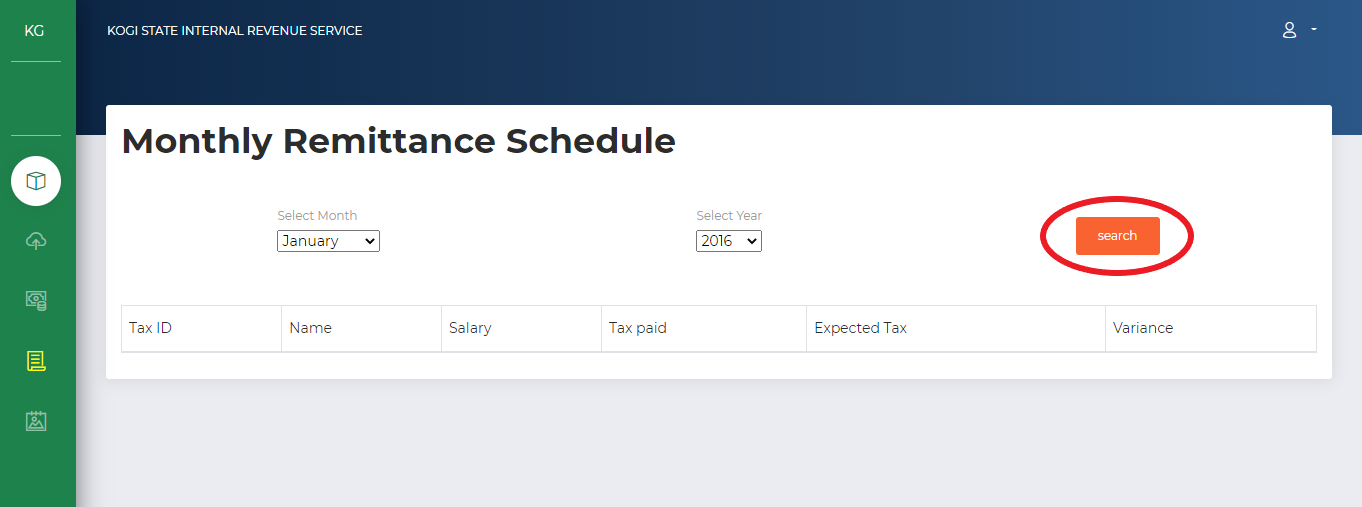 KG
KOGI STATE INTERNAL REVENUE SERVICE
Monthly Remittance Schedule
Select Month
January
Select Year
2016
search
Tax ID Name Salary Tax paid Expected Tax Variance